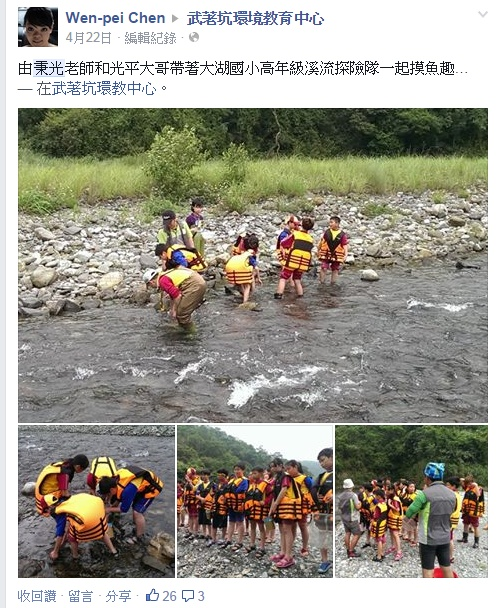 Wen-pei Chen ▸ 武荖坑環境教育中心
4月22日 · 編輯紀錄 ·
由秉光老師和光平大哥帶著大湖國小高年級溪流探險隊一起摸魚趣...
— 在武荖坑環教中心。
收回讚 · 留言 · 分享 · 26 3